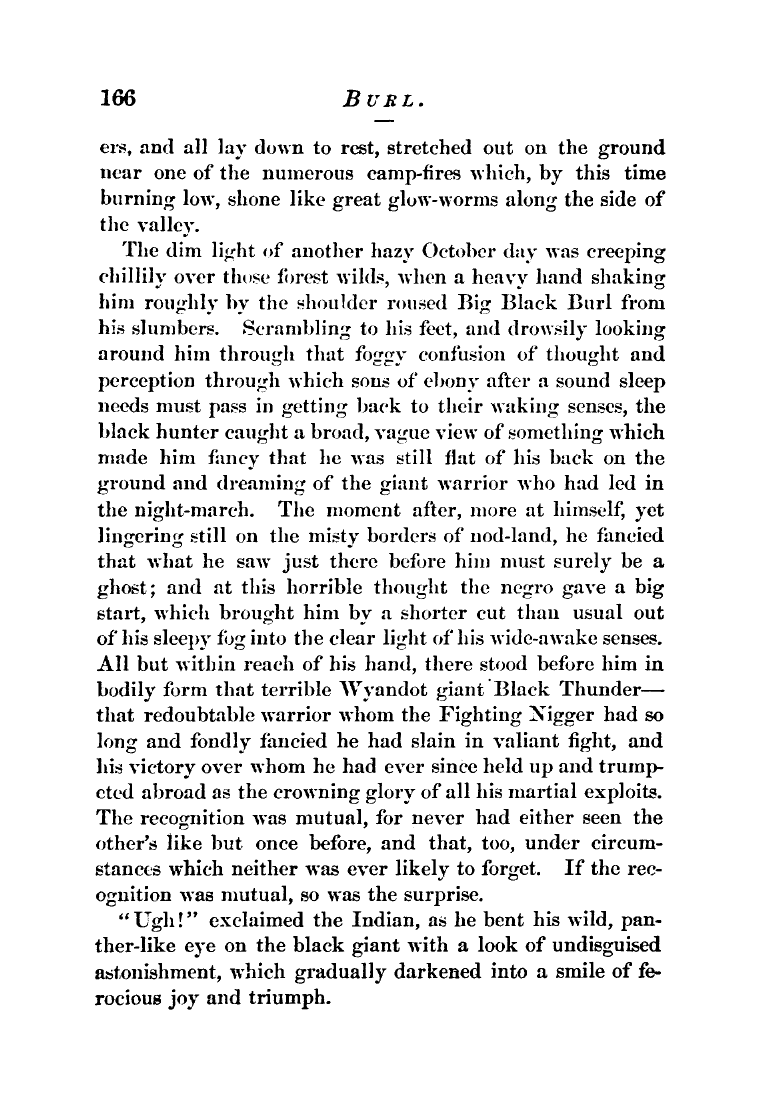 166 BURL.
ers, and all lay down to rest, stretched out on the ground
near one of the numerous camp-fires which, by this time
burning low, shone like great glow-worms along the side of
the valley.
The dim light of another hazy October day was creeping
chillily over those forest wilds, when a heavy hand shaking
him roughly by the shoulder roused Big Black Burl from
his slumbers. Scrambling to his feet, and drowsily looking
around him through that foggy confusion of thought and
perception through which sons of ebony after a sound sleep
needs must pass in getting back to their waking senses, the
black hunter caught a broad, vague view of something which
made him fancy that he was still flat of his back on the
ground and dreaming of the giant warrior who had led in
the night-march. The moment after, more at himself, yet
lingering still on the misty borders of nod-land, he fancied
that what he saw just there before him must surely be a
ghost; and at this horrible thought the negro gave a big
start, which brought him by a shorter cut than usual out
of his sleepy fog into the clear light of his wide-awake senses.
All but within reach of his hand, there stood before him in
bodily form that terrible Wyandot giant Black Thunder—
that redoubtable warrior whom the Fighting Nigger had so
long and fondly fancied he had slain in valiant fight, and
his victory over whom he had ever since held up and trump-
eted abroad as the crowning glory of all his martial exploits.
The recognition was mutual, for never had either seen the
other's like but once before, and that, too, under circum-
stances which neither was ever likely to forget. If the rec-
ognition was mutual, so was the surprise.
"Ugh!" exclaimed the Indian, as he bent his wild, pan-
ther-like eye on the black giant with a look of undisguised
astonishment, which gradually darkened into a smile of fe-
rocious joy and triumph.